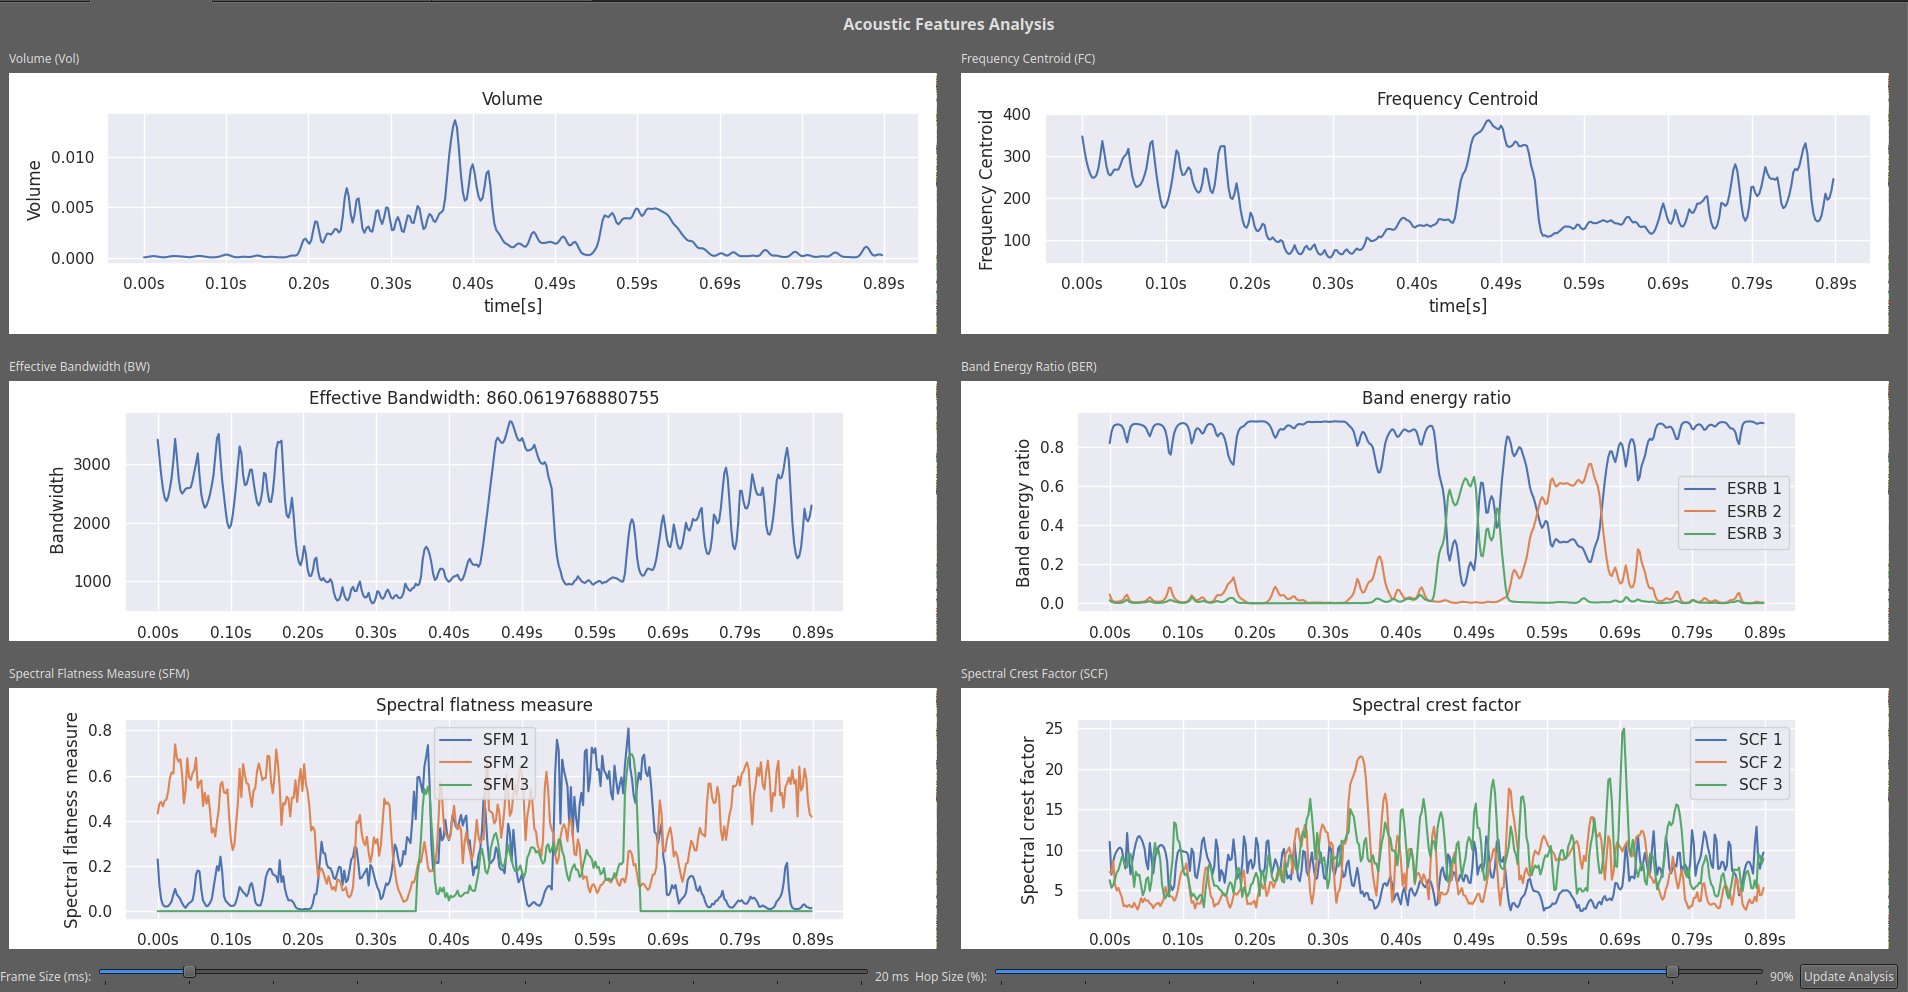 Acoustic Features Analysis
Volume (Vol)
Volume
Volume
0.010
0.005
0.000
0.00s 0.10s 0.20s 0.30s 0.40s 0.49s 0.59s 0.69s 0.79s 0.89s
time[s]
Frequency Centroid (FC)
Frequency Centroid
Frequency Centroid
400
300
200
100
0.00s 0.10s 0.20s 0.30s 0.40s 0.49s 0.59s 0.69s 0.79s 0.89s
time[s]
Effective Bandwidth (BW)
Effective Bandwidth: 860.0619768880755
Bandwidth
3000
2000
1000
0.00s 0.10s 0.20s 0.30s 0.40s 0.49s 0.59s 0.69s 0.79s 0.89s
Band Energy Ratio (BER)
Band energy ratio
Band energy ratio
0.8
0.6
0.4
0.2
0.0
ESRB 1
ESRB 2
ESRB 3
0.00s 0.10s 0.20s 0.30s 0.40s 0.49s 0.59s 0.69s 0.79s 0.89s
Spectral Flatness Measure (SFM)
Spectral flatness measure
Spectral flatness measure
0.8
0.6
0.4
0.2
0.0
SFM 1
SFM 2
SFM 3
0.00s 0.10s 0.20s 0.30s 0.40s 0.49s 0.59s 0.69s 0.79s 0.89s
Spectral Crest Factor (SCF)
Spectral crest factor
Spectral crest factor
25
20
15
10
5
SCF 1
SCF 2
SCF 3
0.00s 0.10s 0.20s 0.30s 0.40s 0.49s 0.59s 0.69s 0.79s 0.89s
Frame Size (ms): 20 ms Hop Size (%): 90% Update Analysis